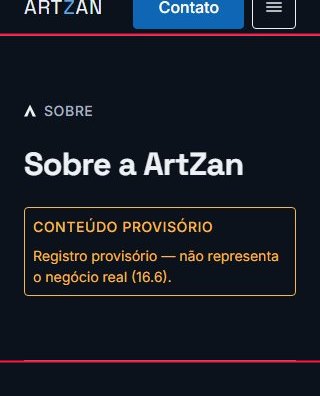 ARTZAN
Contato
SOBRE
Sobre a ArtZan
CONTEÚDO PROVISÓRIO
Registro provisório — não representa
o negócio real (16.6).